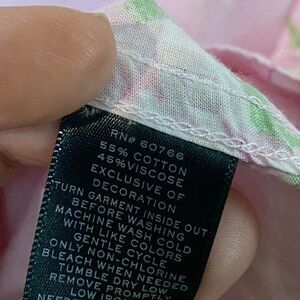 RN# 60766
55% COTTON
45% VISCOSE
EXCLUSIVE OF
DECORATION
TURN GARMENT INSIDE OUT
BEFORE WASHING
MACHINE WASH COLD
WITH LIKE COLORS
GENTLE CYCLE
ONLY NON-CHLORINE
BLEACH WHEN NEEDED
TUMBLE DRY LOW
REMOVE PROMPTLY
LOW